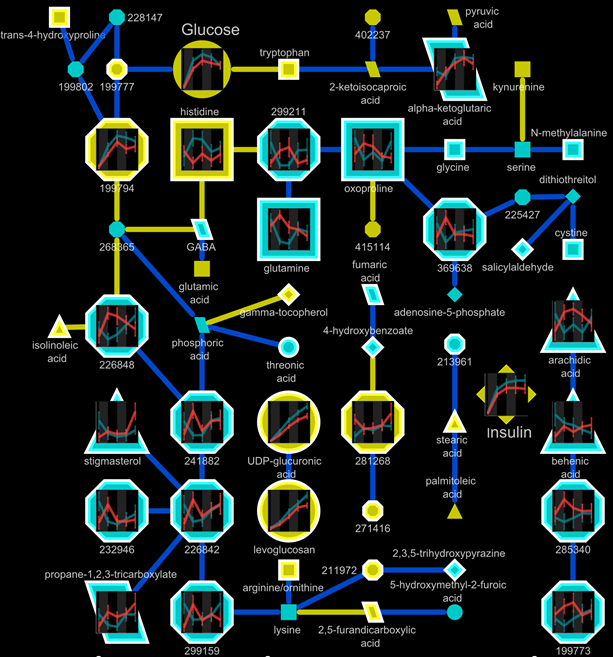 228147
402237
pyruvic
acid
trans-4-hydroxyproline
Glucose
tryptophan
199802
199777
2-ketoisocaproic
acid
alpha-ketoglutaric
acid
kynurenine
histidine
299211
N-methylalanine
199794
oxoproline
glycine
serine
dithiothreitol
225427
268365
GABA
glutamine
415114
369638
salicylaldehyde
cystine
glutamic
acid
fumaric
acid
gamma-tocopherol
4-hydroxybenzoate
adenosine-5-phosphate
isolinoleic
acid
226848
phosphoric
acid
threonic
acid
213961
arachidic
acid
Insulin
stigmasterol
241882
UDP-glucuronic
acid
281268
stearic
acid
behenic
acid
palmitoleic
acid
232946
226842
levoglucosan
271416
285340
propane-1,2,3-tricarboxylate
arginine/ornithine
211972
2,3,5-trihydroxypyrazine
5-hydroxymethyl-2-furoic
acid
299159
lysine
2,5-furandicarboxylic
acid
199773